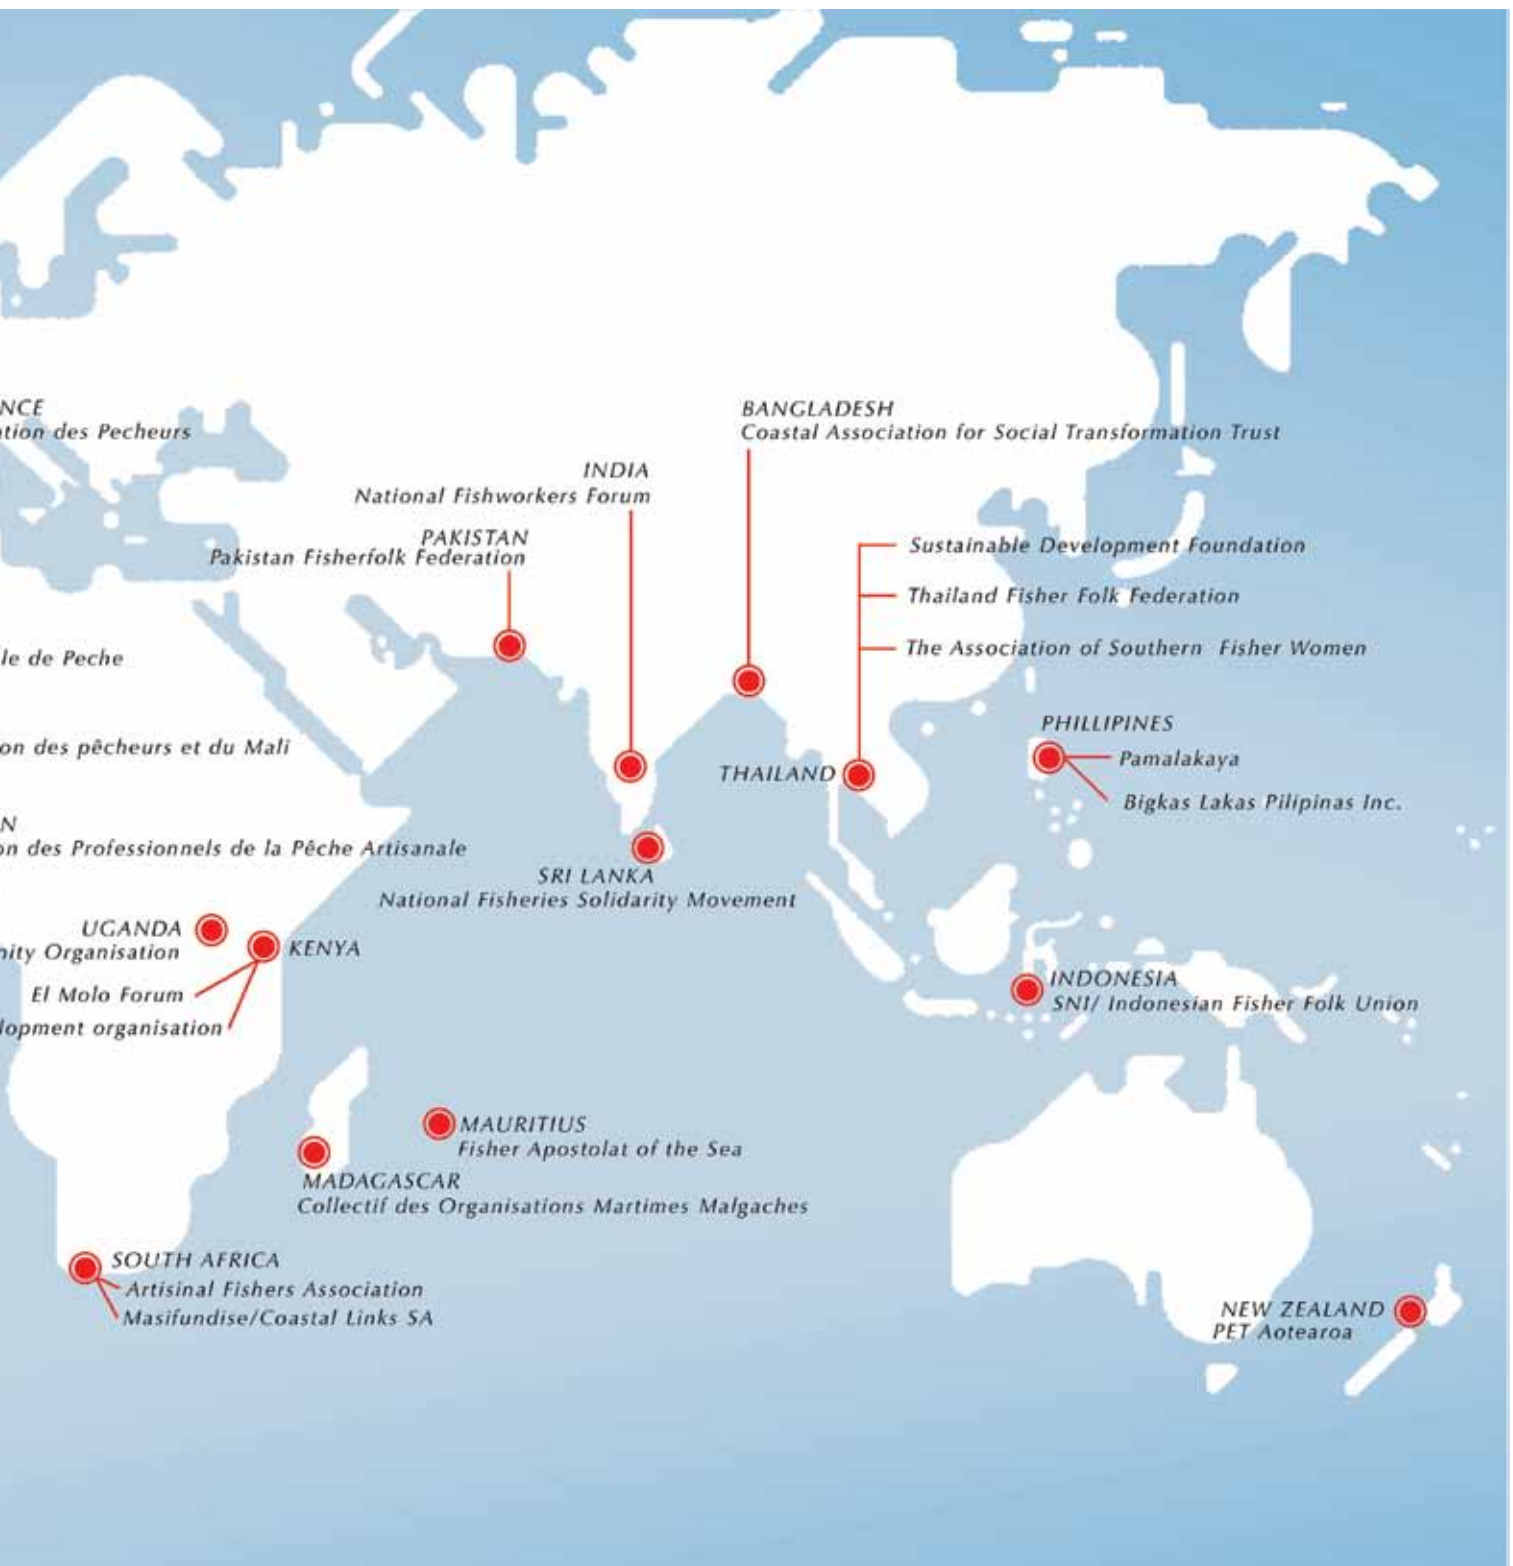 NCE
tion des Pecheurs
BANGLADESH
Coastal Association for Social Transformation Trust
INDIA
National Fishworkers Forum
PAKISTAN
Pakistan Fisherfolk Federation
Sustainable Development Foundation
Thailand Fisher Folk Federation
The Association of Southern Fisher Women
le de Peche
on des pêcheurs et du Mali
PHILLIPINES
Pamalakaya
Bigkas Lakas Pilipinas Inc.
THAILAND
N
on des Professionnels de la Pêche Artisanale
SRI LANKA
National Fisheries Solidarity Movement
UGANDA
nity Organisation
KENYA
El Molo Forum
lopment organisation
INDONESIA
SNI/ Indonesian Fisher Folk Union
MAURITIUS
Fisher Apostolat of the Sea
MADAGASCAR
Collectif des Organisations Martimes Malgaches
SOUTH AFRICA
Artisinal Fishers Association
Masifundise/Coastal Links SA
NEW ZEALAND
PET Aotearoa